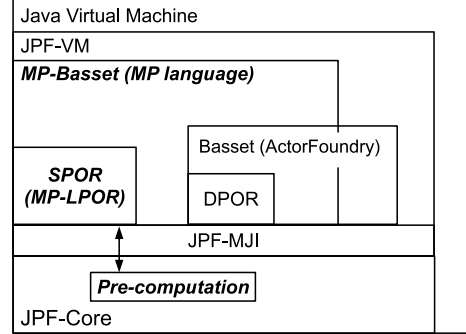 Java Virtual Machine
JPF-VM
MP-Basset (MP language)
Basset (ActorFoundry)
SPOR
(MP-LPOR)
DPOR
JPF-MJI
Pre-computation
JPF-Core